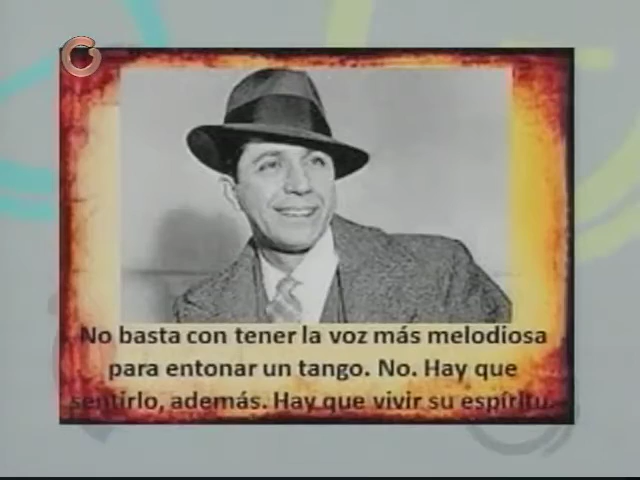 No basta con tener la voz más melodiosa
para entonar un tango. No. Hay que
sentirlo, además. Hay que vivir su espíritu.